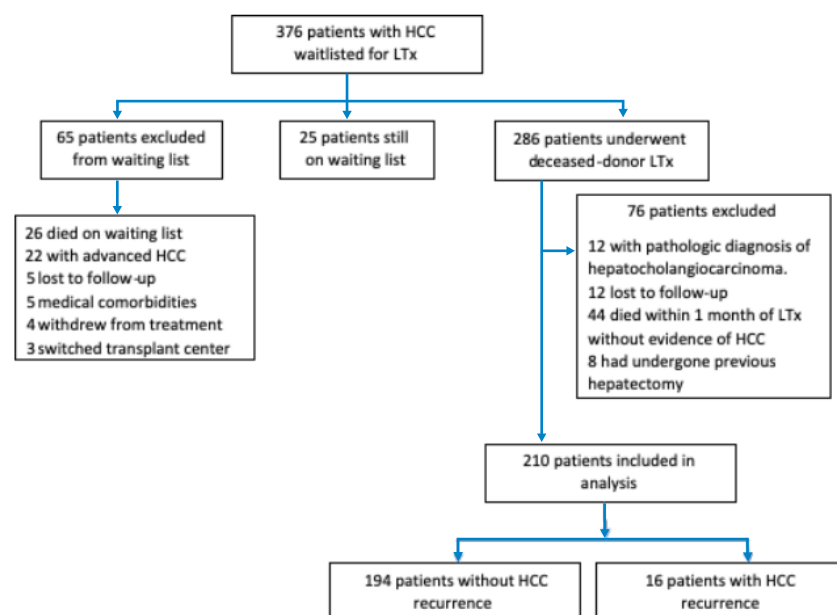 376 patients with HCC
waitlisted for LTx
65 patients excluded
from waiting list
25 patients still
on waiting list
286 patients underwent
deceased-donor LTx
26 died on waiting list
22 with advanced HCC
5 lost to follow-up
5 medical comorbidities
4 withdrew from treatment
3 switched transplant center
76 patients excluded
12 with pathologic diagnosis of
hepatocholangiocarcinoma.
12 lost to follow-up
44 died within 1 month of LTx
without evidence of HCC
8 had undergone previous
hepatectomy
210 patients included in
analysis
194 patients without HCC
recurrence
16 patients with HCC
recurrence